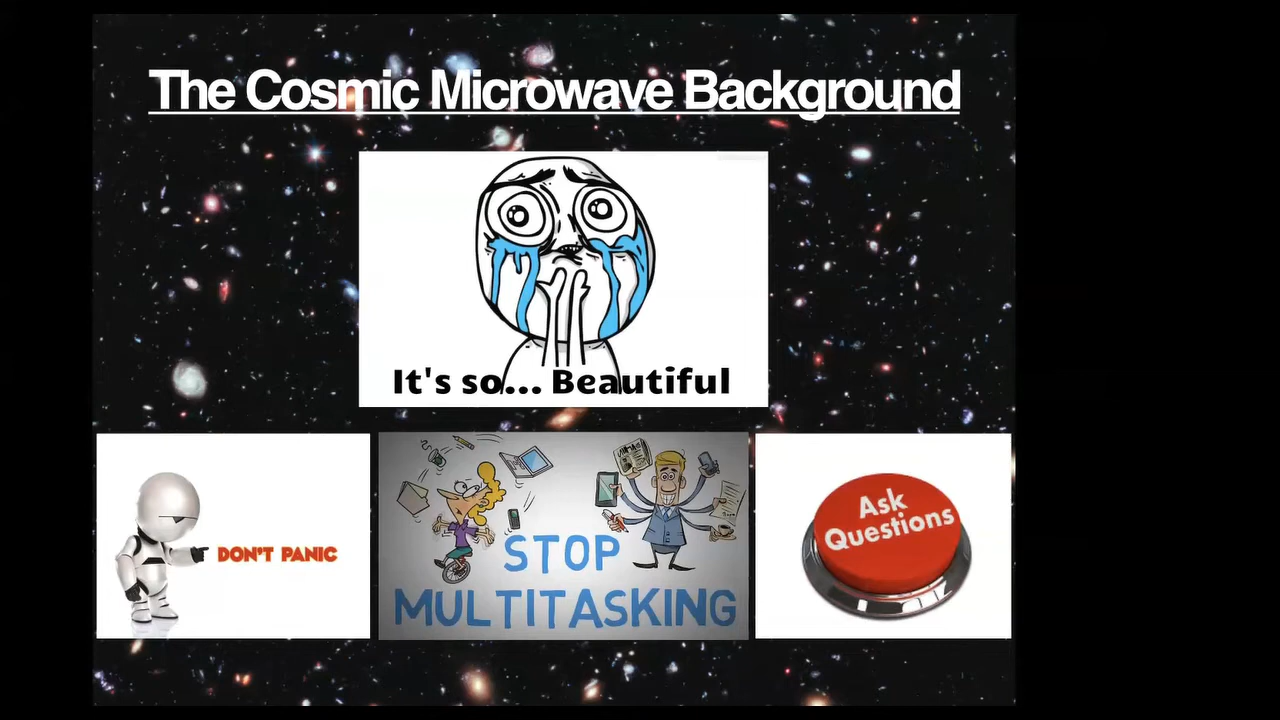 The Cosmic Microwave Background
It's so... Beautiful
DON'T PANIC
STOP
MULTITASKING
Ask
Questions